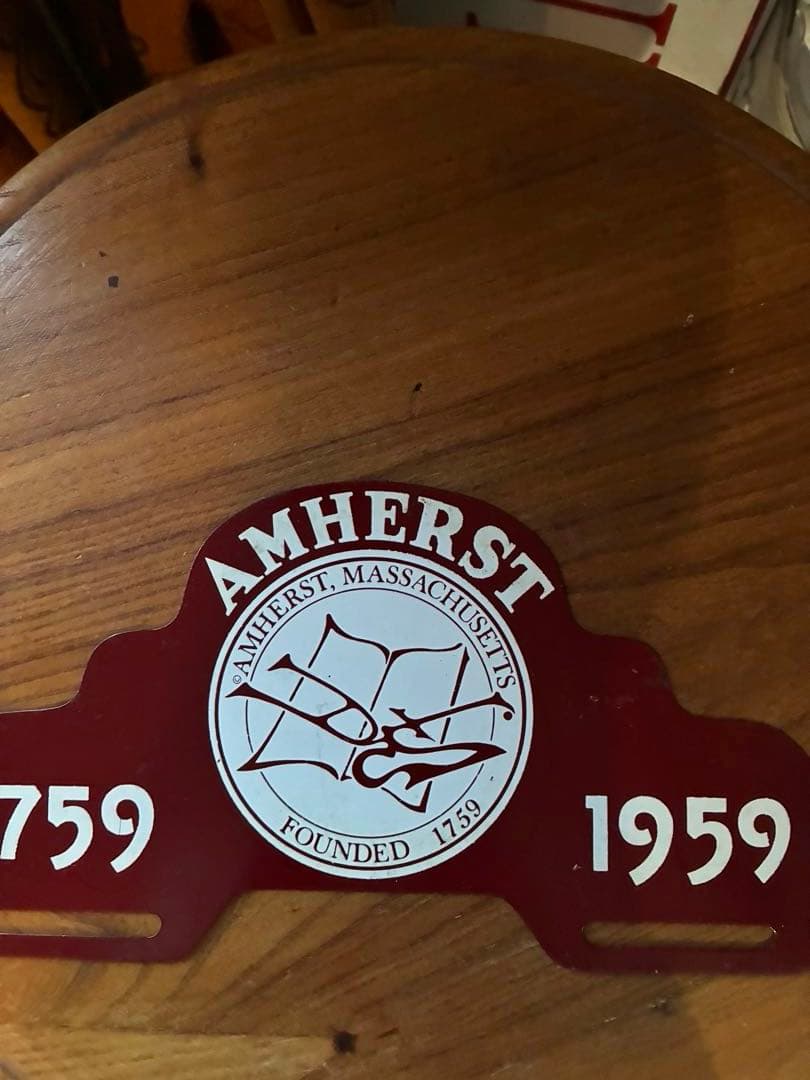 AMHERST
©AMHERST, MASSACHUSETTS
FOUNDED 1759
759
1959